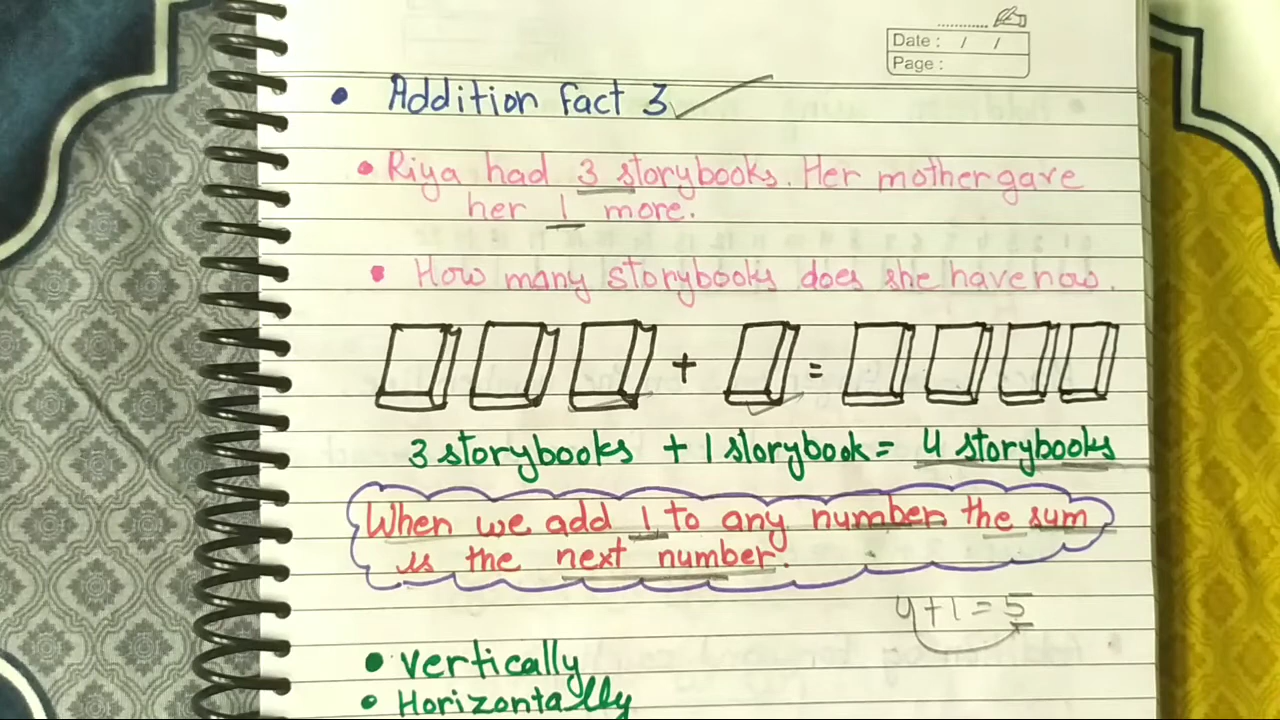 Date : / /
Page :
• Addition fact 3
• Riya had 3 storybooks. Her mother gave
her 1 more.
• How many storybooks does she have now.
+ =
3 storybooks + 1 storybook = 4 storybooks
When we add 1 to any number the sum
is the next number.
4+1=5
• Vertically
• Horizontally